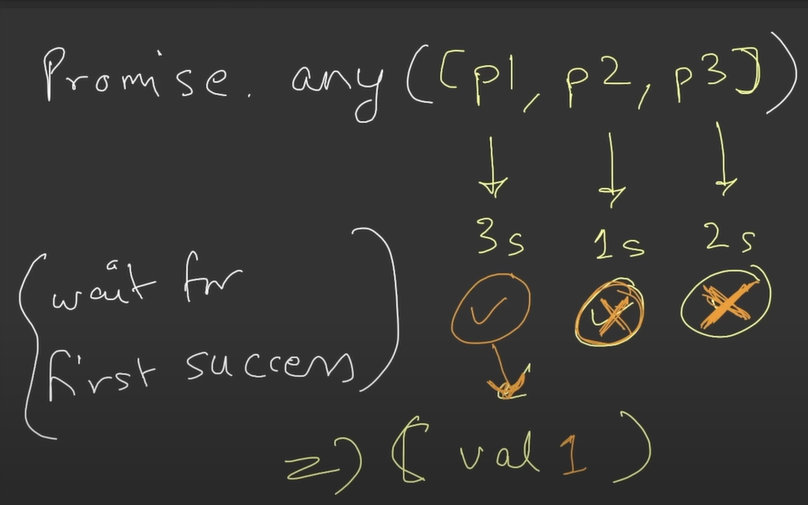 Promise. any([p1, p2, p3])
3s 1s 2s
wait for
first success
=> ( val 1 )